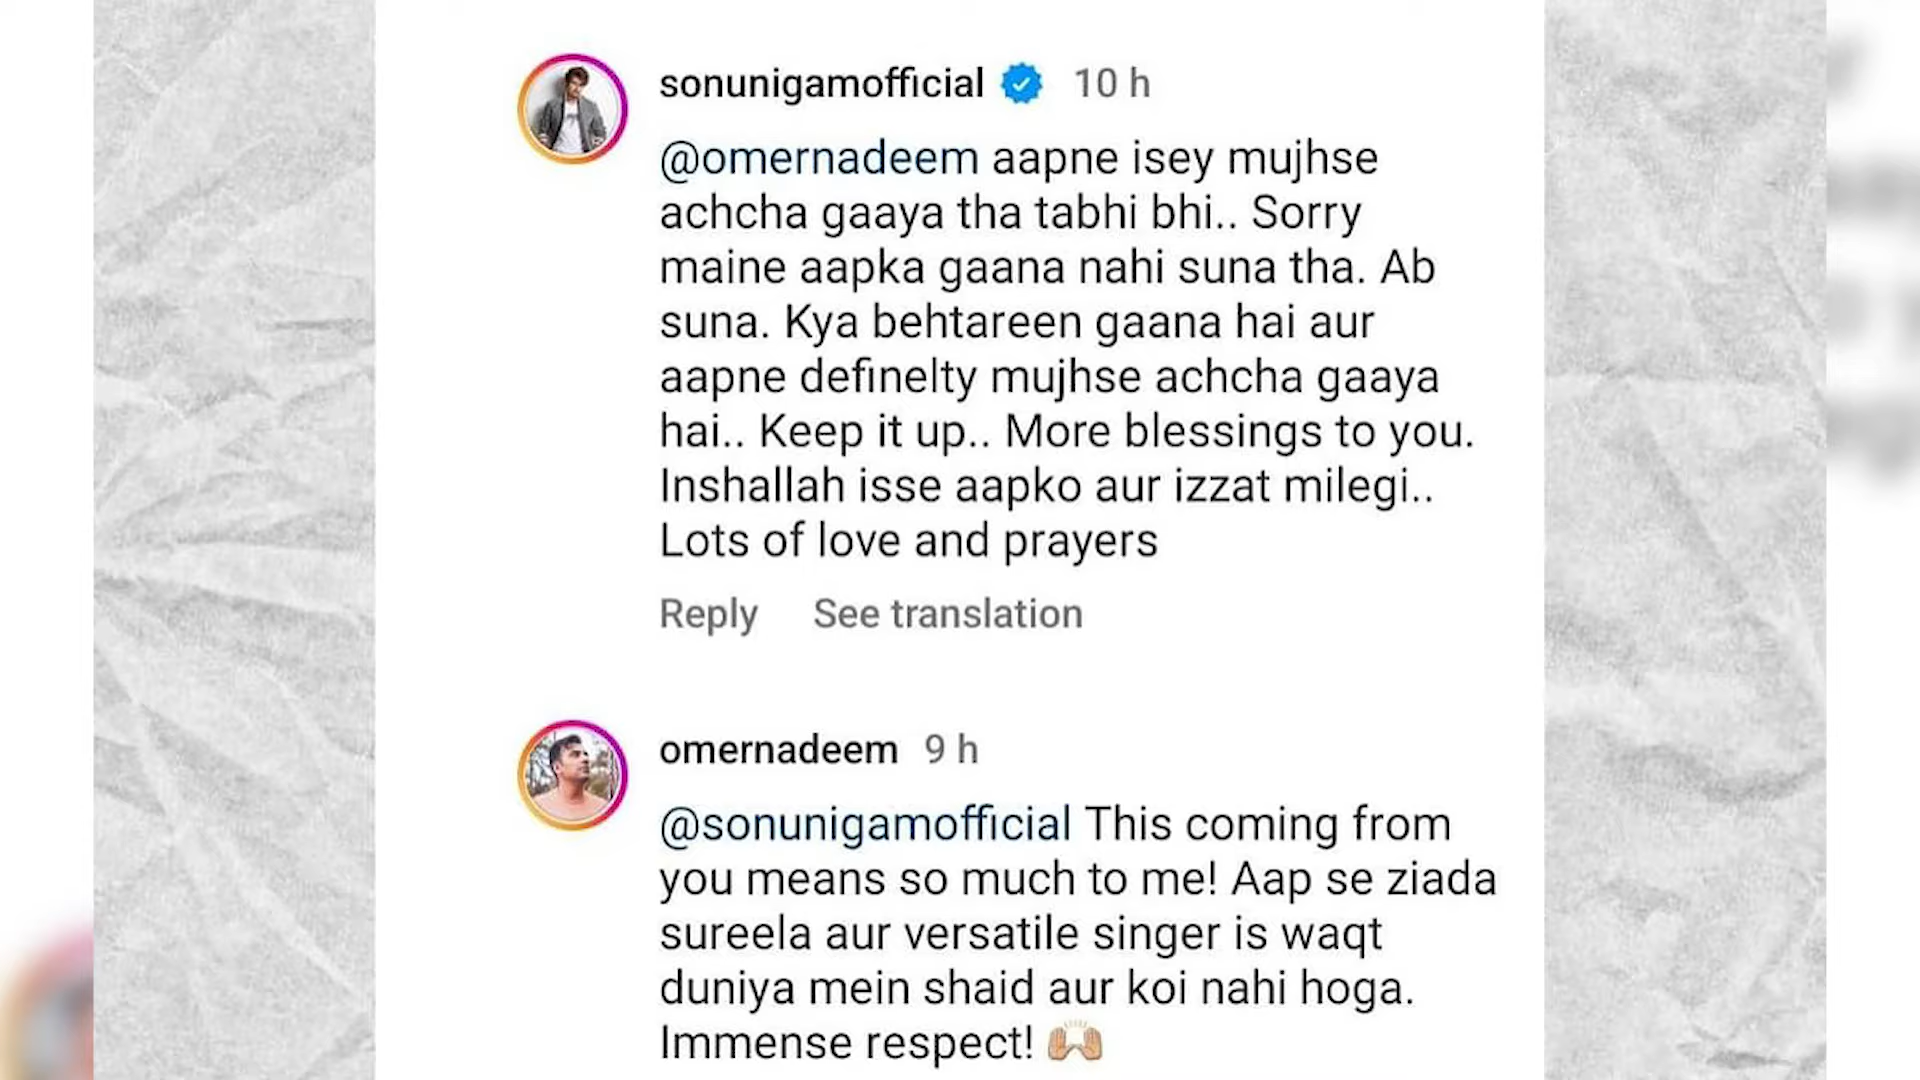 sonunigamofficial 10 h
@omernadeem aapne isey mujhse
achcha gaaya tha tabhi bhi.. Sorry
maine aapka gaana nahi suna tha. Ab
suna. Kya behtareen gaana hai aur
aapne definelty mujhse achcha gaaya
hai.. Keep it up.. More blessings to you.
Inshallah isse aapko aur izzat milegi..
Lots of love and prayers
Reply See translation
omernadeem 9 h
@sonunigamofficial This coming from
you means so much to me! Aap se ziada
sureela aur versatile singer is waqt
duniya mein shaid aur koi nahi hoga.
Immense respect! 🙌🏼